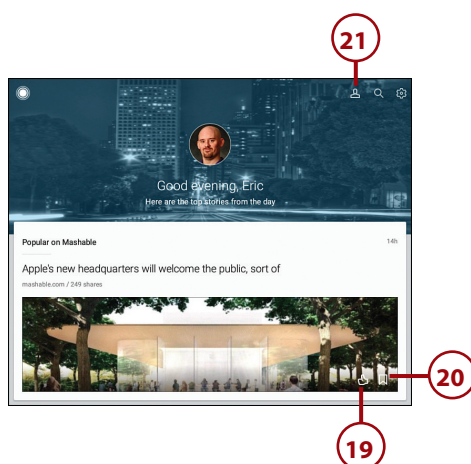 21
Good evening, Eric
Here are the top stories from the day
Popular on Mashable 14h
Apple's new headquarters will welcome the public, sort of
mashable.com / 249 shares
20
19